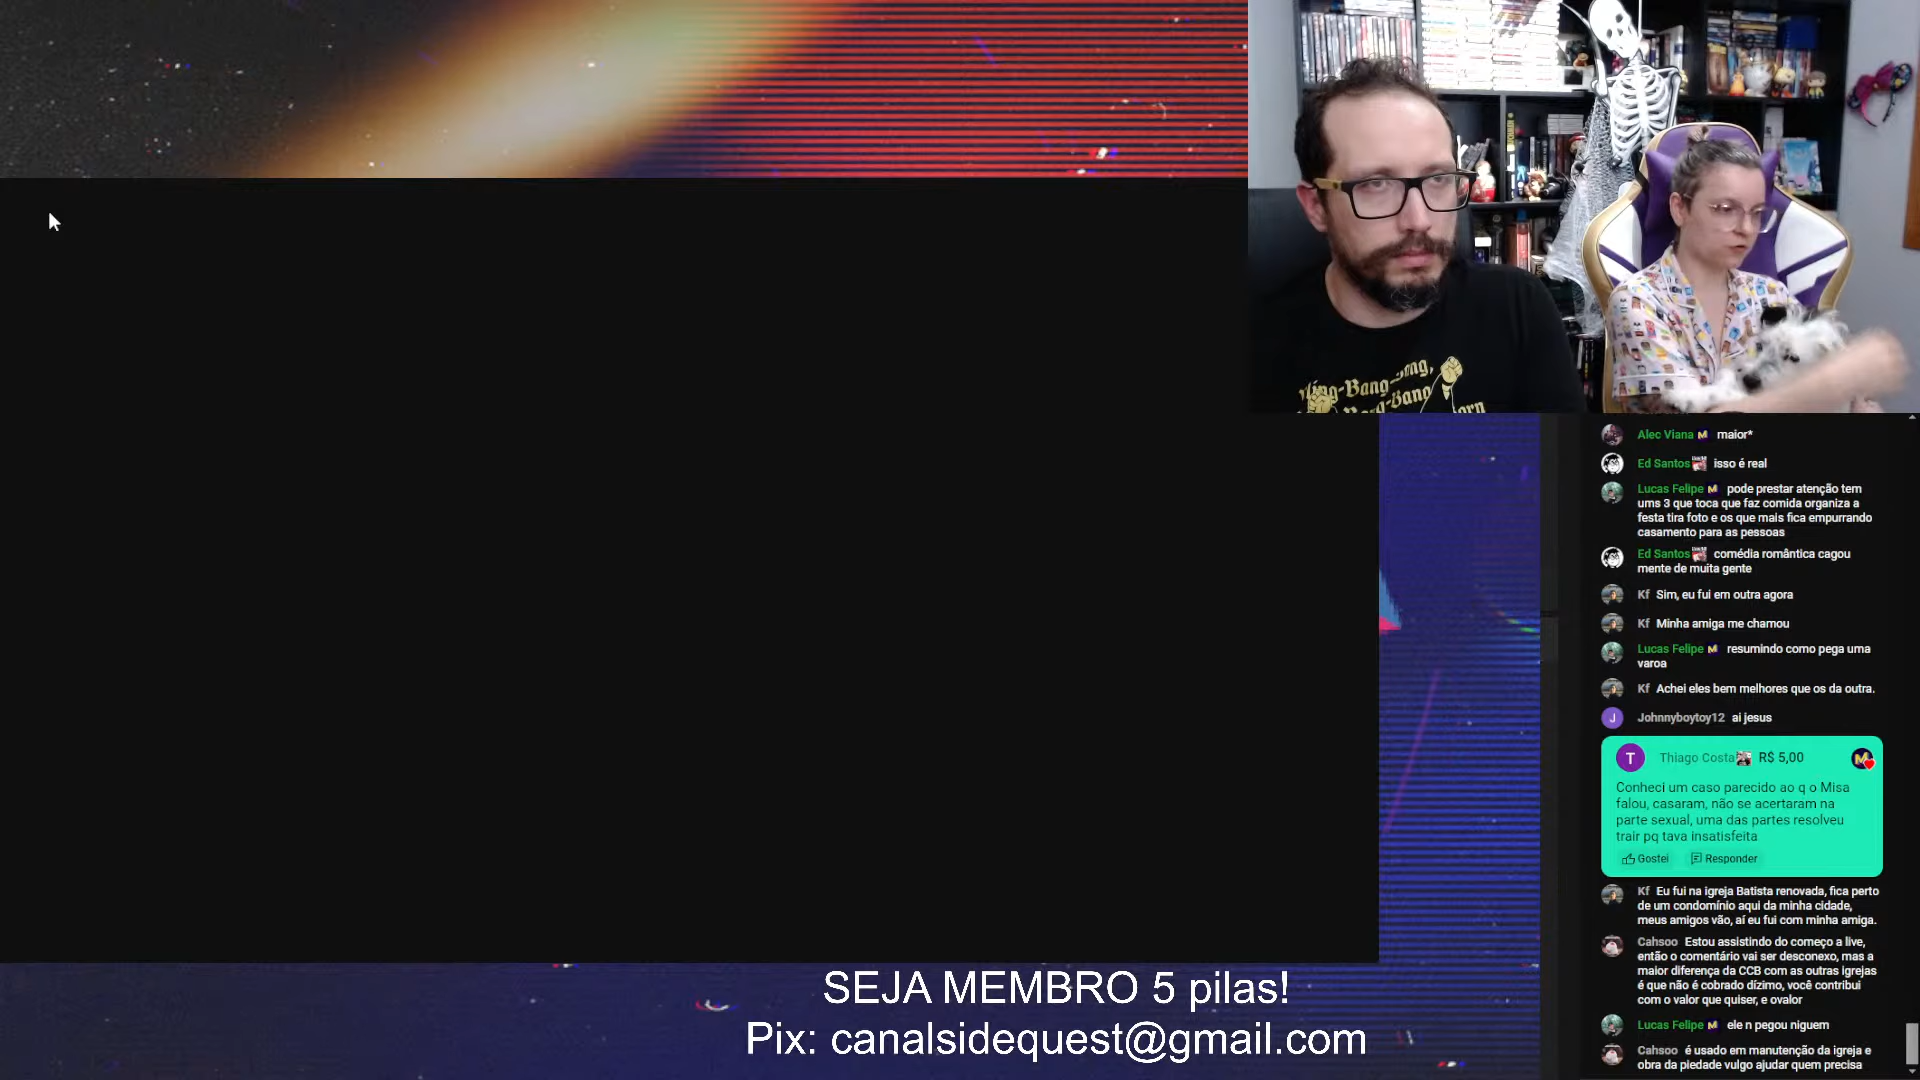 Bang-Bang
Alec Viana maior*
Ed Santos isso é real
Lucas Felipe pode prestar atenção tem
ums 3 que toca que faz comida organiza a
festa tira foto e os que mais fica empurrando
casamento para as pessoas
Ed Santos comédia romântica cagou
mente de muita gente
Kf Sim, eu fui em outra agora
Kf Minha amiga me chamou
Lucas Felipe resumindo como pega uma
varoa
Kf Achei eles bem melhores que os da outra.
J Johnnyboytoy12 ai jesus
T Thiago Costa R$ 5,00
Conheci um caso parecido ao q o Misa
falou, casaram, não se acertaram na
parte sexual, uma das partes resolveu
trair pq tava insatisfeita
Gostei Responder
Kf Eu fui na igreja Batista renovada, fica perto
de um condomínio aqui da minha cidade,
meus amigos vão, aí eu fui com minha amiga.
Cahsoo Estou assistindo do começo a live,
então o comentário vai ser desconexo, mas a
maior diferença da CCB com as outras igrejas
é que não é cobrado dízimo, você contribui
com o valor que quiser, e ovalor
Lucas Felipe ele n pegou niguem
Cahsoo é usado em manutenção da igreja e
obra da piedade vulgo ajudar quem precisa
SEJA MEMBRO 5 pilas!
Pix: canalsidequest@gmail.com